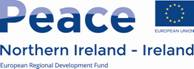 Peace
EUROPEAN UNION
Northern Ireland - Ireland
European Regional Development Fund